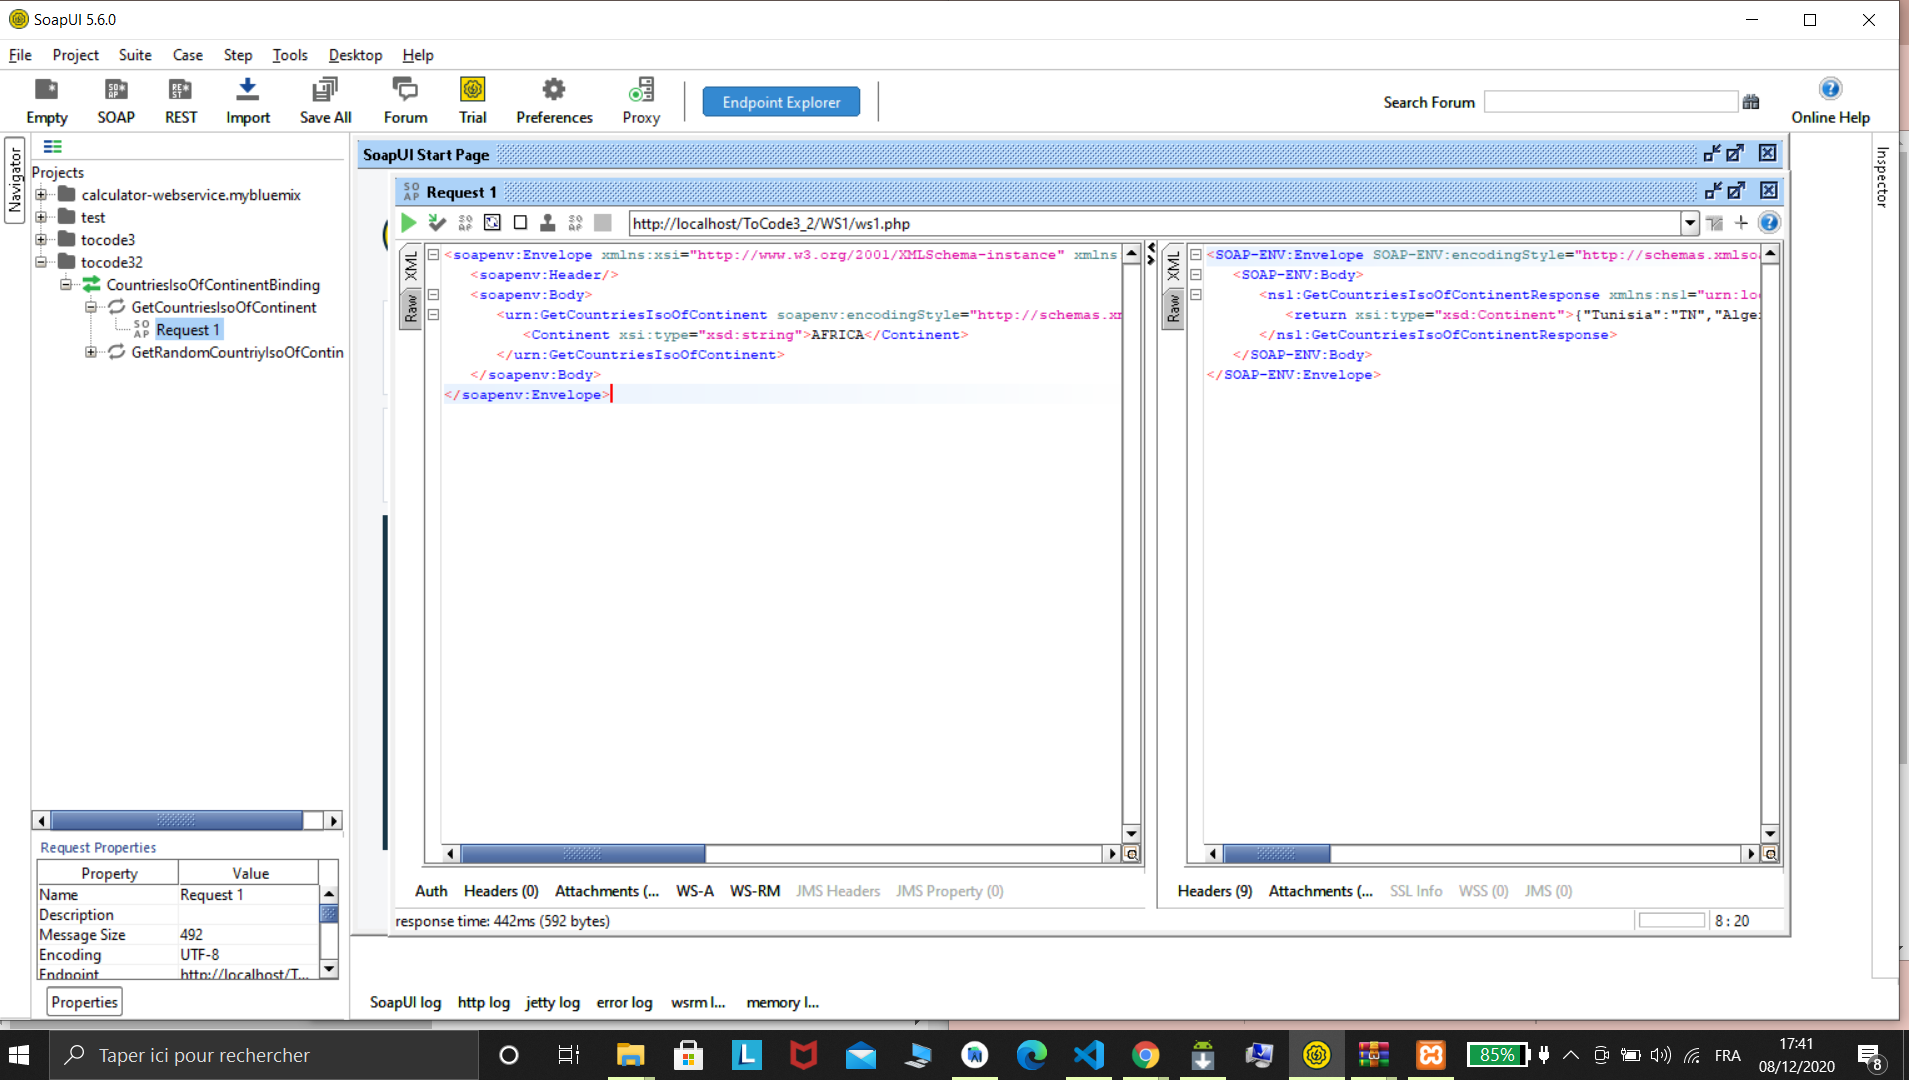 SoapUI 5.6.0
File Project Suite Case Step Tools Desktop Help
Empty SOAP REST Import Save All Forum Trial Preferences Proxy Endpoint Explorer Search Forum Online Help
Navigator
Projects
calculator-webservice.mybluemix
test
tocode3
tocode32
CountriesIsoOfContinentBinding
GetCountriesIsoOfContinent
Request 1
GetRandomCountriyIsoOfContin
SoapUI Start Page
Request 1
http://localhost/ToCode3_2/WS1/ws1.php
XML
Raw
<soapenv:Envelope xmlns:xsi="http://www.w3.org/2001/XMLSchema-instance" xmlns
<soapenv:Header/>
<soapenv:Body>
<urn:GetCountriesIsoOfContinent soapenv:encodingStyle="http://schemas.xm
<Continent xsi:type="xsd:string">AFRICA</Continent>
</urn:GetCountriesIsoOfContinent>
</soapenv:Body>
</soapenv:Envelope>
XML
Raw
<SOAP-ENV:Envelope SOAP-ENV:encodingStyle="http://schemas.xmlsoa
<SOAP-ENV:Body>
<ns1:GetCountriesIsoOfContinentResponse xmlns:ns1="urn:lo
<return xsi:type="xsd:Continent">{"Tunisia":"TN","Alge
</ns1:GetCountriesIsoOfContinentResponse>
</SOAP-ENV:Body>
</SOAP-ENV:Envelope>
Inspector
Auth Headers (0) Attachments (... WS-A WS-RM JMS Headers JMS Property (0)
Headers (9) Attachments (... SSL Info WSS (0) JMS (0)
response time: 442ms (592 bytes)
8 : 20
Request Properties
Property Value
Name Request 1
Description
Message Size 492
Encoding UTF-8
Endpoint http://localhost/T...
Properties
SoapUI log http log jetty log error log wsrm l... memory l...
Taper ici pour rechercher
85%
FRA
17:41
08/12/2020
8